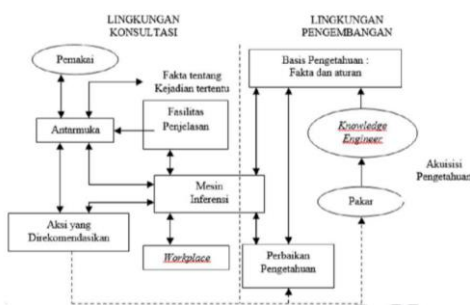 LINGKUNGAN
KONSULTASI
LINGKUNGAN
PENGEMBANGAN
Pemakai
Fakta tentang
Kejadian tertentu
Basis Pengetahuan :
Fakta dan aturan
Fasilitas
Penjelasan
Antarmuka
Knowledge
Engineer
Akuisisi
Pengetahuan
Mesin
Inferensi
Pakar
Aksi yang
Direkomendasikan
Workplace
Perbaikan
Pengetahuan